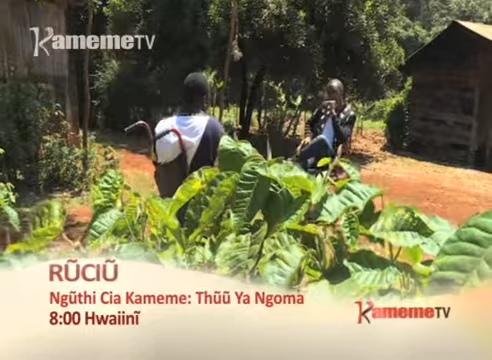 KamemeTV
RŨCIŨ
Ngũthi Cia Kameme: Thũũ Ya Ngoma
8:00 Hwaiinĩ
KamemeTV